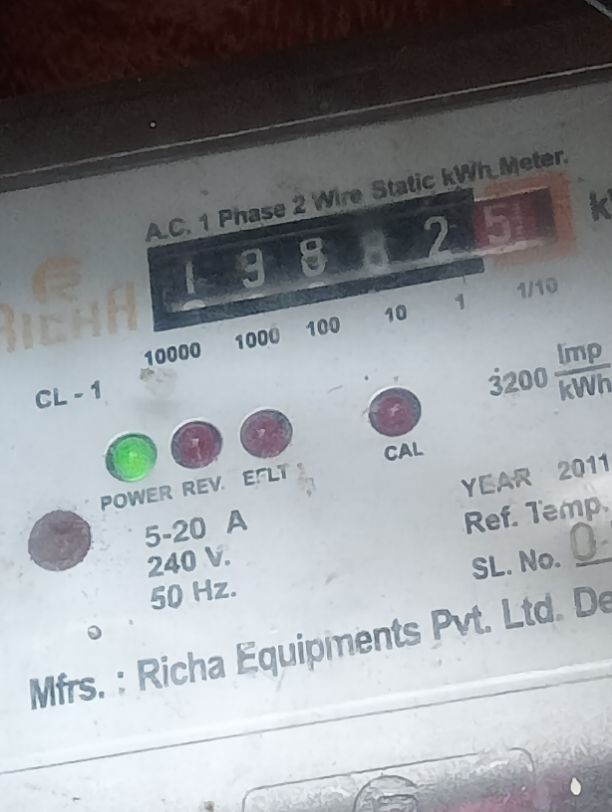 A.C. 1 Phase 2 Wire Static kWh Meter.
1 9 8 8 2 5
RICHA
10000 1000 100 10 1 1/10
CL - 1
3200 Imp
kWh
CAL
POWER REV. EFLT
YEAR 2011
5-20 A
Ref. Temp.
240 V.
SL. No. 0
50 Hz.
Mfrs. : Richa Equipments Pvt. Ltd. De